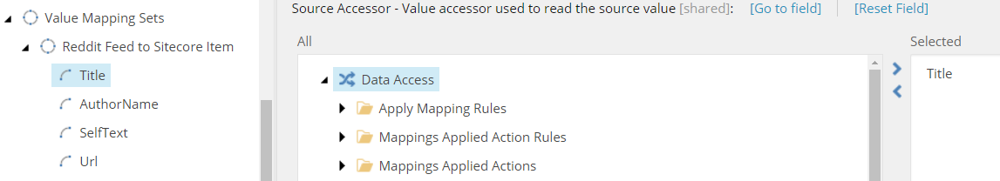 Value Mapping Sets
Reddit Feed to Sitecore Item
Title
AuthorName
SelfText
Url
Source Accessor - Value accessor used to read the source value [shared]: [Go to field] [Reset Field]
All
Data Access
Apply Mapping Rules
Mappings Applied Action Rules
Mappings Applied Actions
Selected
Title